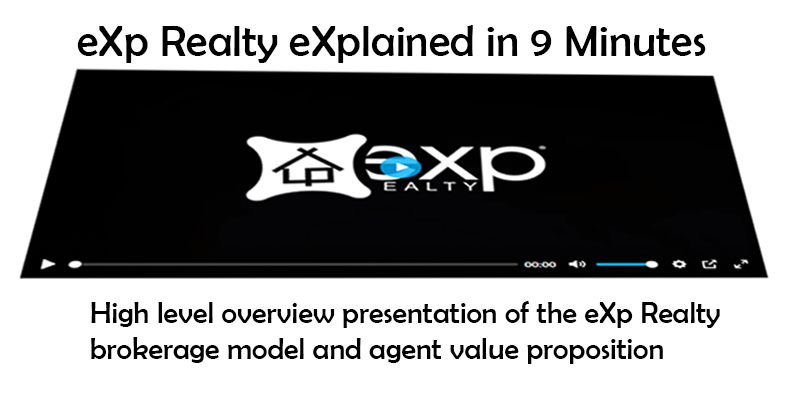 eXp Realty eXplained in 9 Minutes
exp
EALTY
00:00
High level overview presentation of the eXp Realty
brokerage model and agent value proposition